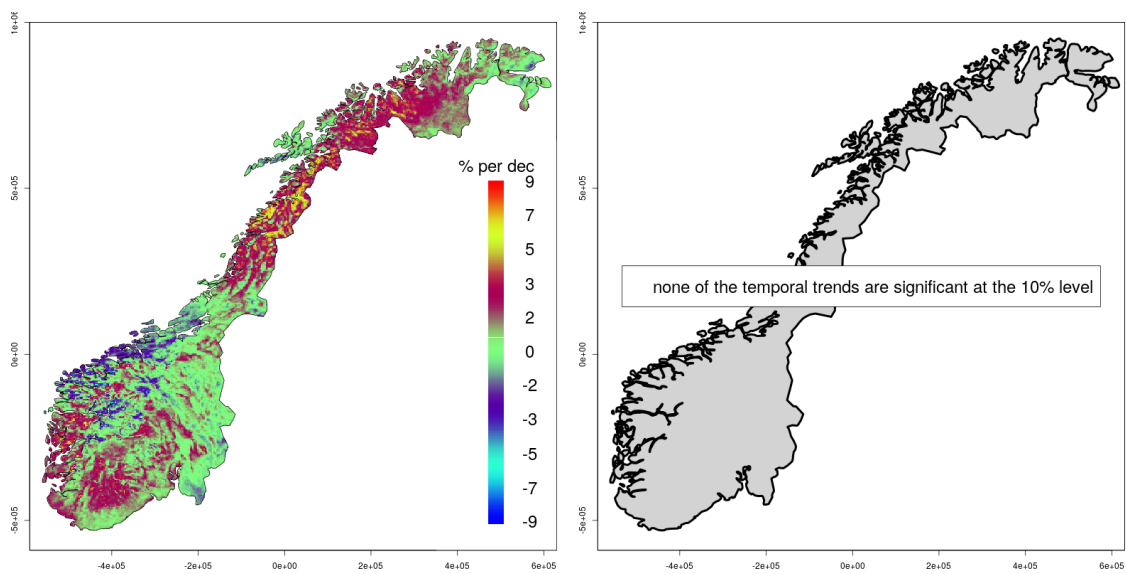 1e+06
5e+05
0e+00
-5e+05
-4e+05
-2e+05
0e+00
2e+05
4e+05
6e+05
% per dec
9
7
5
3
2
0
-2
-3
-5
-7
-9
5e+05
0e+00
-5e+05
-4e+05
-2e+05
0e+00
2e+05
4e+05
6e+05
none of the temporal trends are significant at the 10% level